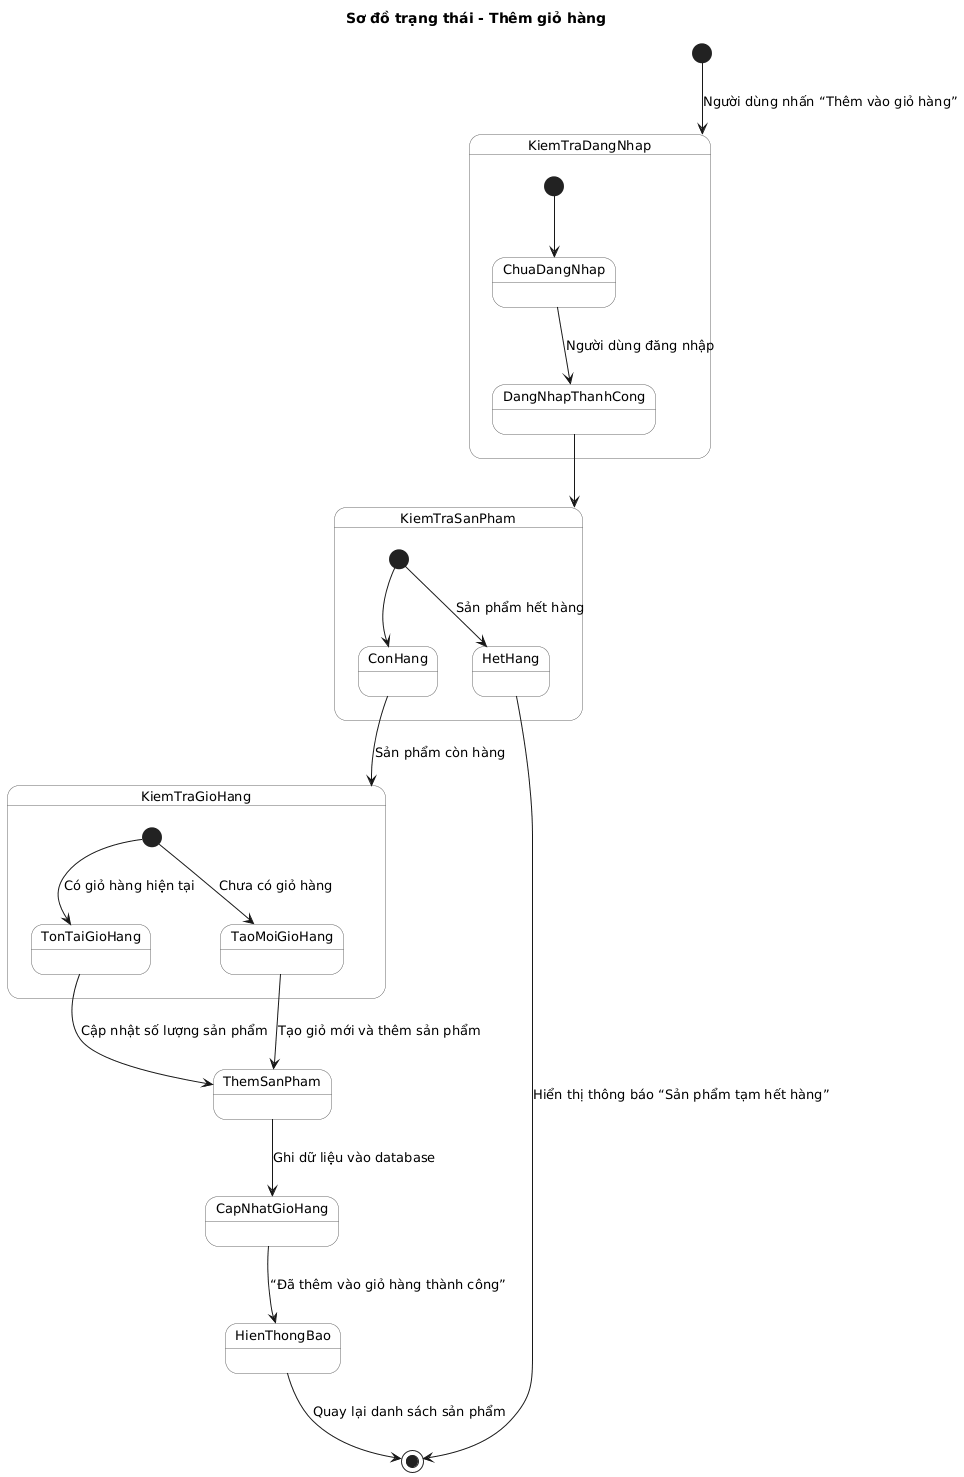 Sơ đồ trạng thái - Thêm giỏ hàng
Người dùng nhấn “Thêm vào giỏ hàng”
KiemTraDangNhap
ChuaDangNhap
Người dùng đăng nhập
DangNhapThanhCong
KiemTraSanPham
Sản phẩm hết hàng
ConHang
HetHang
Sản phẩm còn hàng
KiemTraGioHang
Có giỏ hàng hiện tại
Chưa có giỏ hàng
TonTaiGioHang
TaoMoiGioHang
Cập nhật số lượng sản phẩm
Tạo giỏ mới và thêm sản phẩm
ThemSanPham
Hiển thị thông báo “Sản phẩm tạm hết hàng”
Ghi dữ liệu vào database
CapNhatGioHang
“Đã thêm vào giỏ hàng thành công”
HienThongBao
Quay lại danh sách sản phẩm